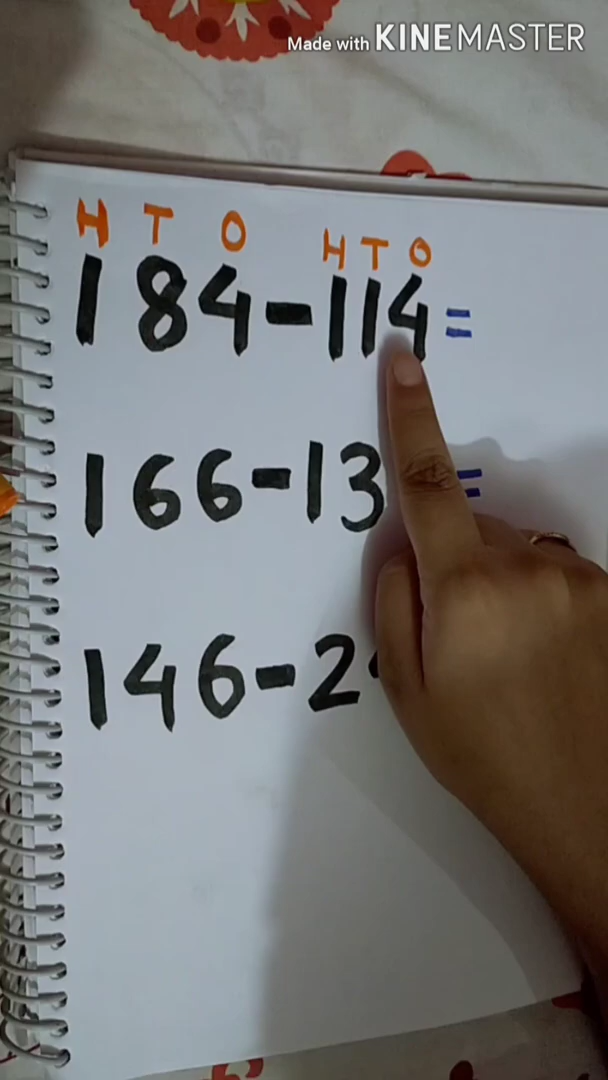 Made with KINEMASTER
H T O H T O
184-114=
166-13 =
146-2